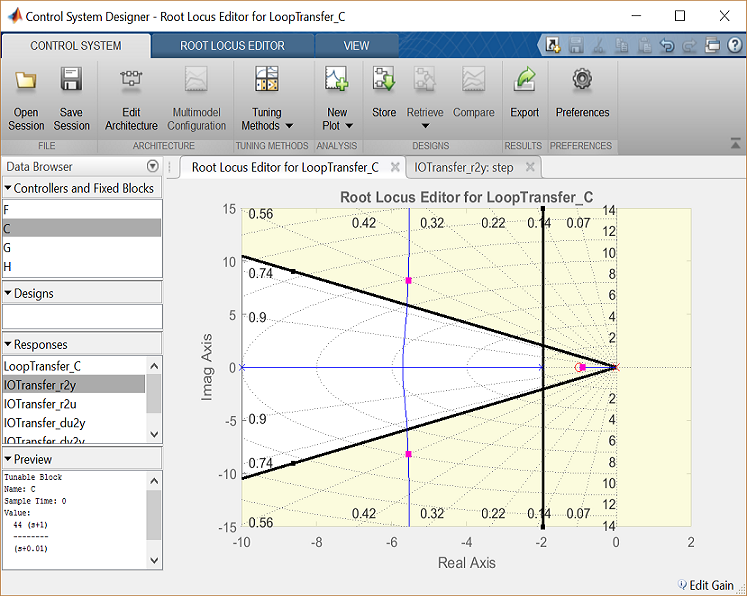 Control System Designer - Root Locus Editor for LoopTransfer_C
CONTROL SYSTEM ROOT LOCUS EDITOR VIEW
Open Session Save Session Edit Architecture Multimodel Configuration Tuning Methods New Plot Store Retrieve Compare Export Preferences
FILE ARCHITECTURE TUNING METHODS ANALYSIS DESIGNS RESULTS PREFERENCES
Data Browser
Controllers and Fixed Blocks
F
C
G
H
Designs
Responses
LoopTransfer_C
IOTransfer_r2y
IOTransfer_r2u
IOTransfer_du2y
IOTransfer_dy2y
Preview
Tunable Block
Name: C
Sample Time: 0
Value:
44 (s+1)
--------
(s+0.01)
Root Locus Editor for LoopTransfer_C IOTransfer_r2y: step
Root Locus Editor for LoopTransfer_C
15 0.56 0.42 0.32 0.22 0.14 0.07 14
12
10 10
0.74 8
6
5 0.9 4
2
0
2
-5 0.9 4
6
8
-10 0.74 10
12
-15 0.56 0.42 0.32 0.22 0.14 0.07 14
-10 -8 -6 -4 -2 0 2
Imag Axis
Real Axis
Edit Gain